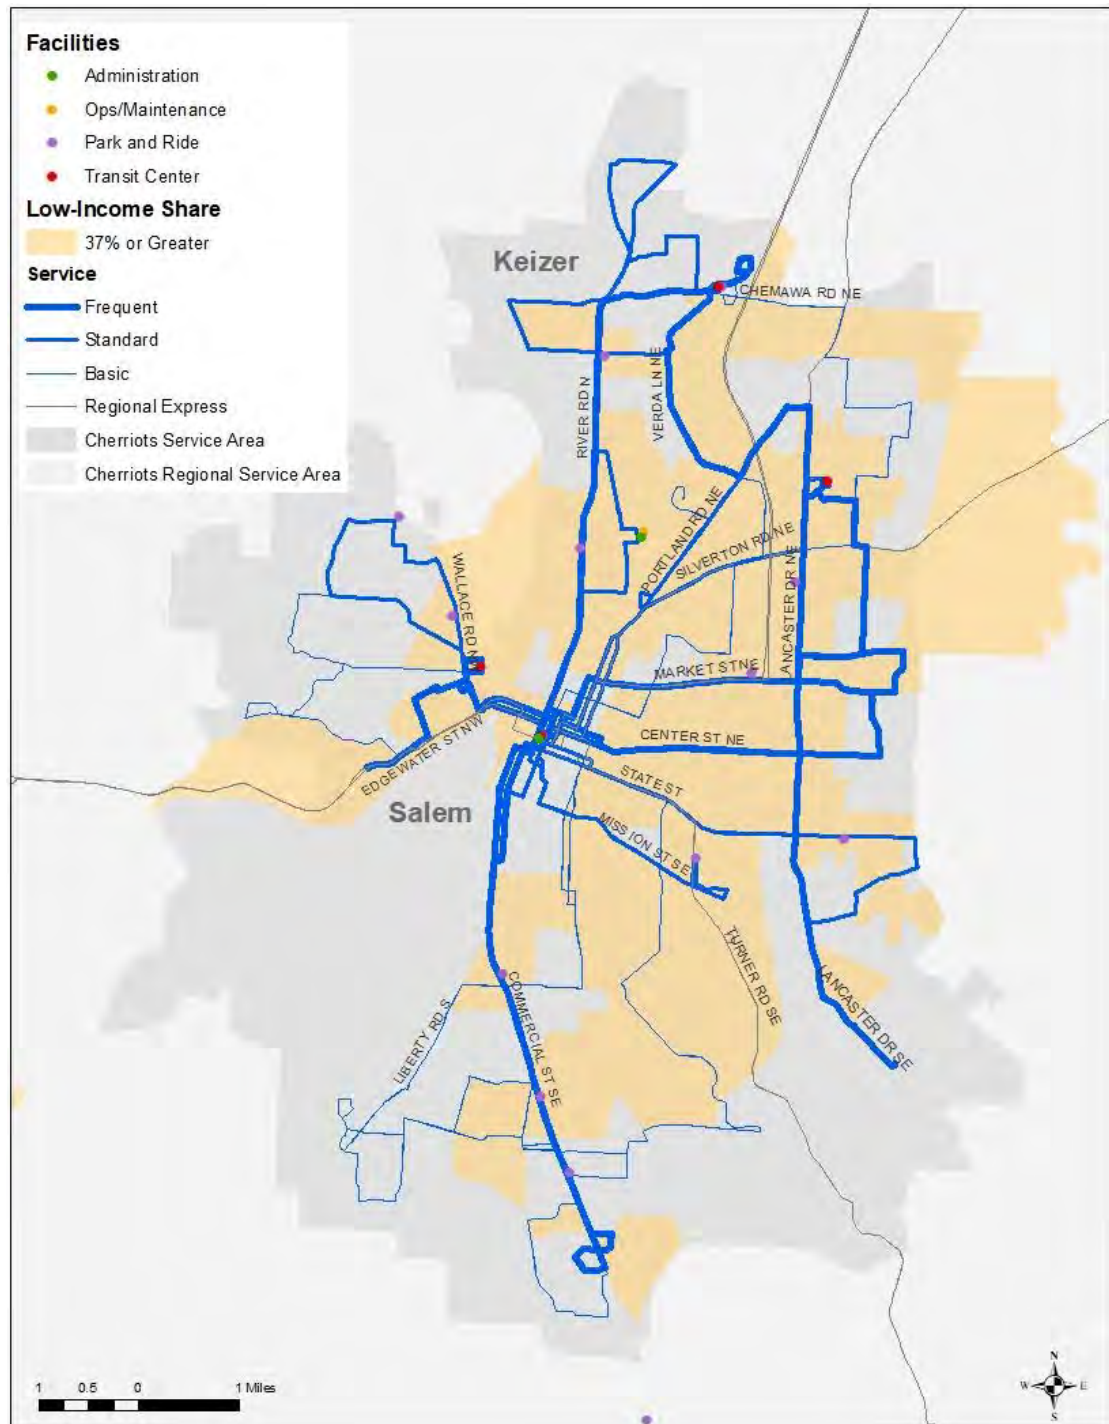 Facilities
Administration
Ops/Maintenance
Park and Ride
Transit Center
Low-Income Share
37% or Greater
Service
Frequent
Standard
Basic
Regional Express
Cherriots Service Area
Cherriots Regional Service Area
Keizer
CHEMAWA RD NE
RIVER RD N
VERDA LN NE
PORTLAND RD NE
SILVERTON RD NE
LANCASTER DR NE
WALLACE RD NW
MARKET ST NE
CENTER ST NE
EDGEWATER ST NW
STATE ST
Salem
MISSION ST SE
TURNER RD SE
LANCASTER DR SE
COMMERCIAL ST SE
LIBERTY RD S
1 0.5 0 1 Miles
N
W E
S